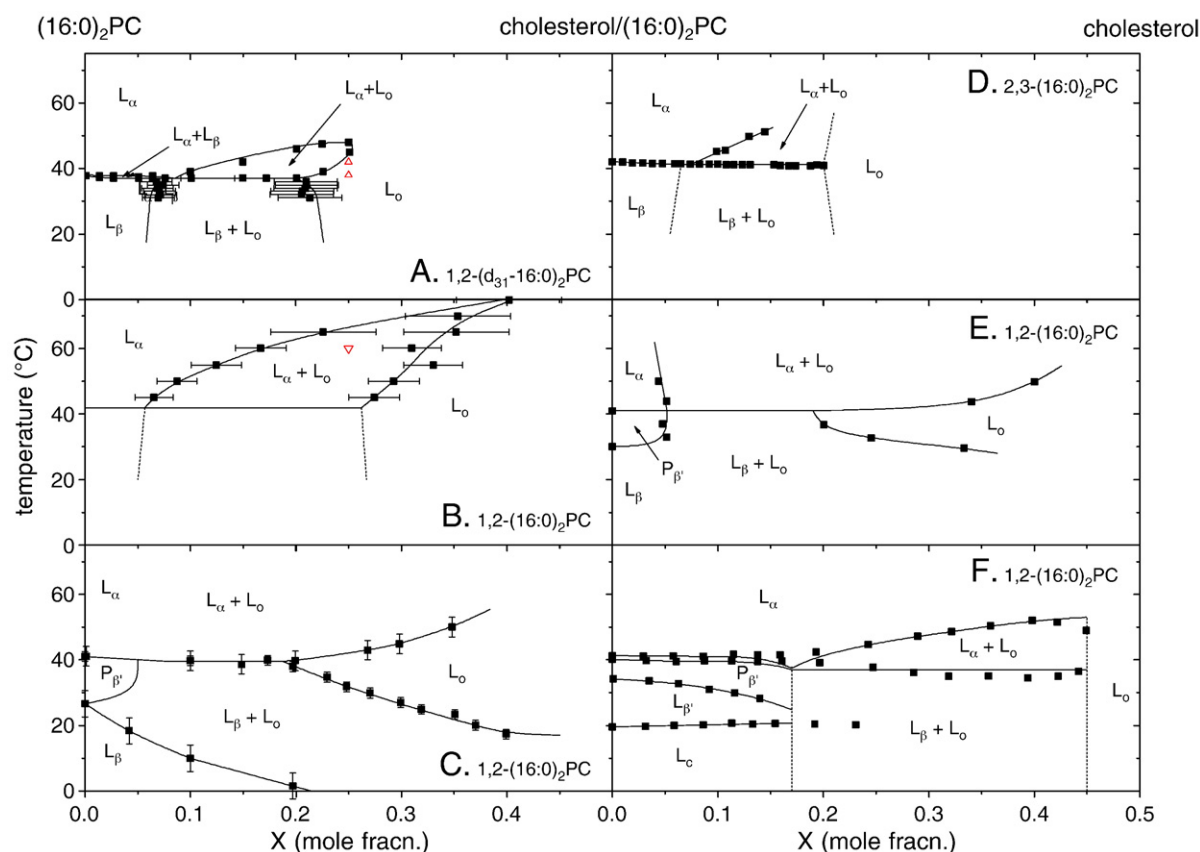 (16:0)₂PC cholesterol/(16:0)₂PC cholesterol
temperature (°C)
60
40
20
0
Lα
Lα+Lβ
Lα+Lo
Lβ
Lβ + Lo
Lo
A. 1,2-(d₃₁-16:0)₂PC
D. 2,3-(16:0)₂PC
Lα
Lα+Lo
Lo
Lβ
Lβ + Lo
60
40
20
0
Lα
Lα + Lo
Lo
B. 1,2-(16:0)₂PC
E. 1,2-(16:0)₂PC
Lα
Lα + Lo
Lo
Pβ'
Lβ
Lβ + Lo
60
40
20
0
Lα
Lα + Lo
Pβ'
Lo
Lβ + Lo
Lβ
C. 1,2-(16:0)₂PC
F. 1,2-(16:0)₂PC
Lα
Lα + Lo
Pβ'
Lβ'
Lo
Lβ + Lo
Lc
0.0 0.1 0.2 0.3 0.4 0.0 0.1 0.2 0.3 0.4 0.5
X (mole fracn.) X (mole fracn.)